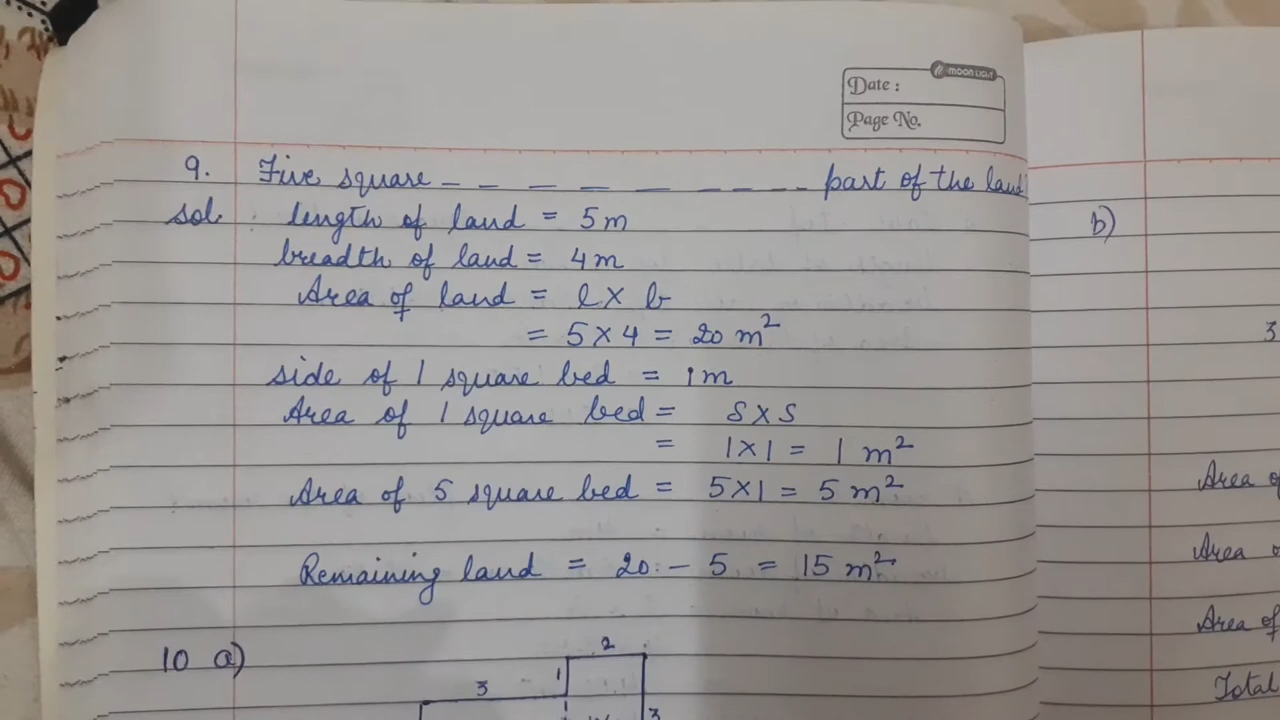 MOON LIGHT
Date :
Page No.
9. Five square - - - - - - - - - part of the land
sol. length of land = 5m
breadth of land = 4m
Area of land = l × b
= 5 × 4 = 20 m²
side of 1 square bed = 1m
Area of 1 square bed = S × S
= 1×1 = 1 m²
Area of 5 square bed = 5×1 = 5 m²
Remaining land = 20 - 5 = 15 m²
10 a)
2
1
3
3
b)
3
Area of
Area
Area of
Total